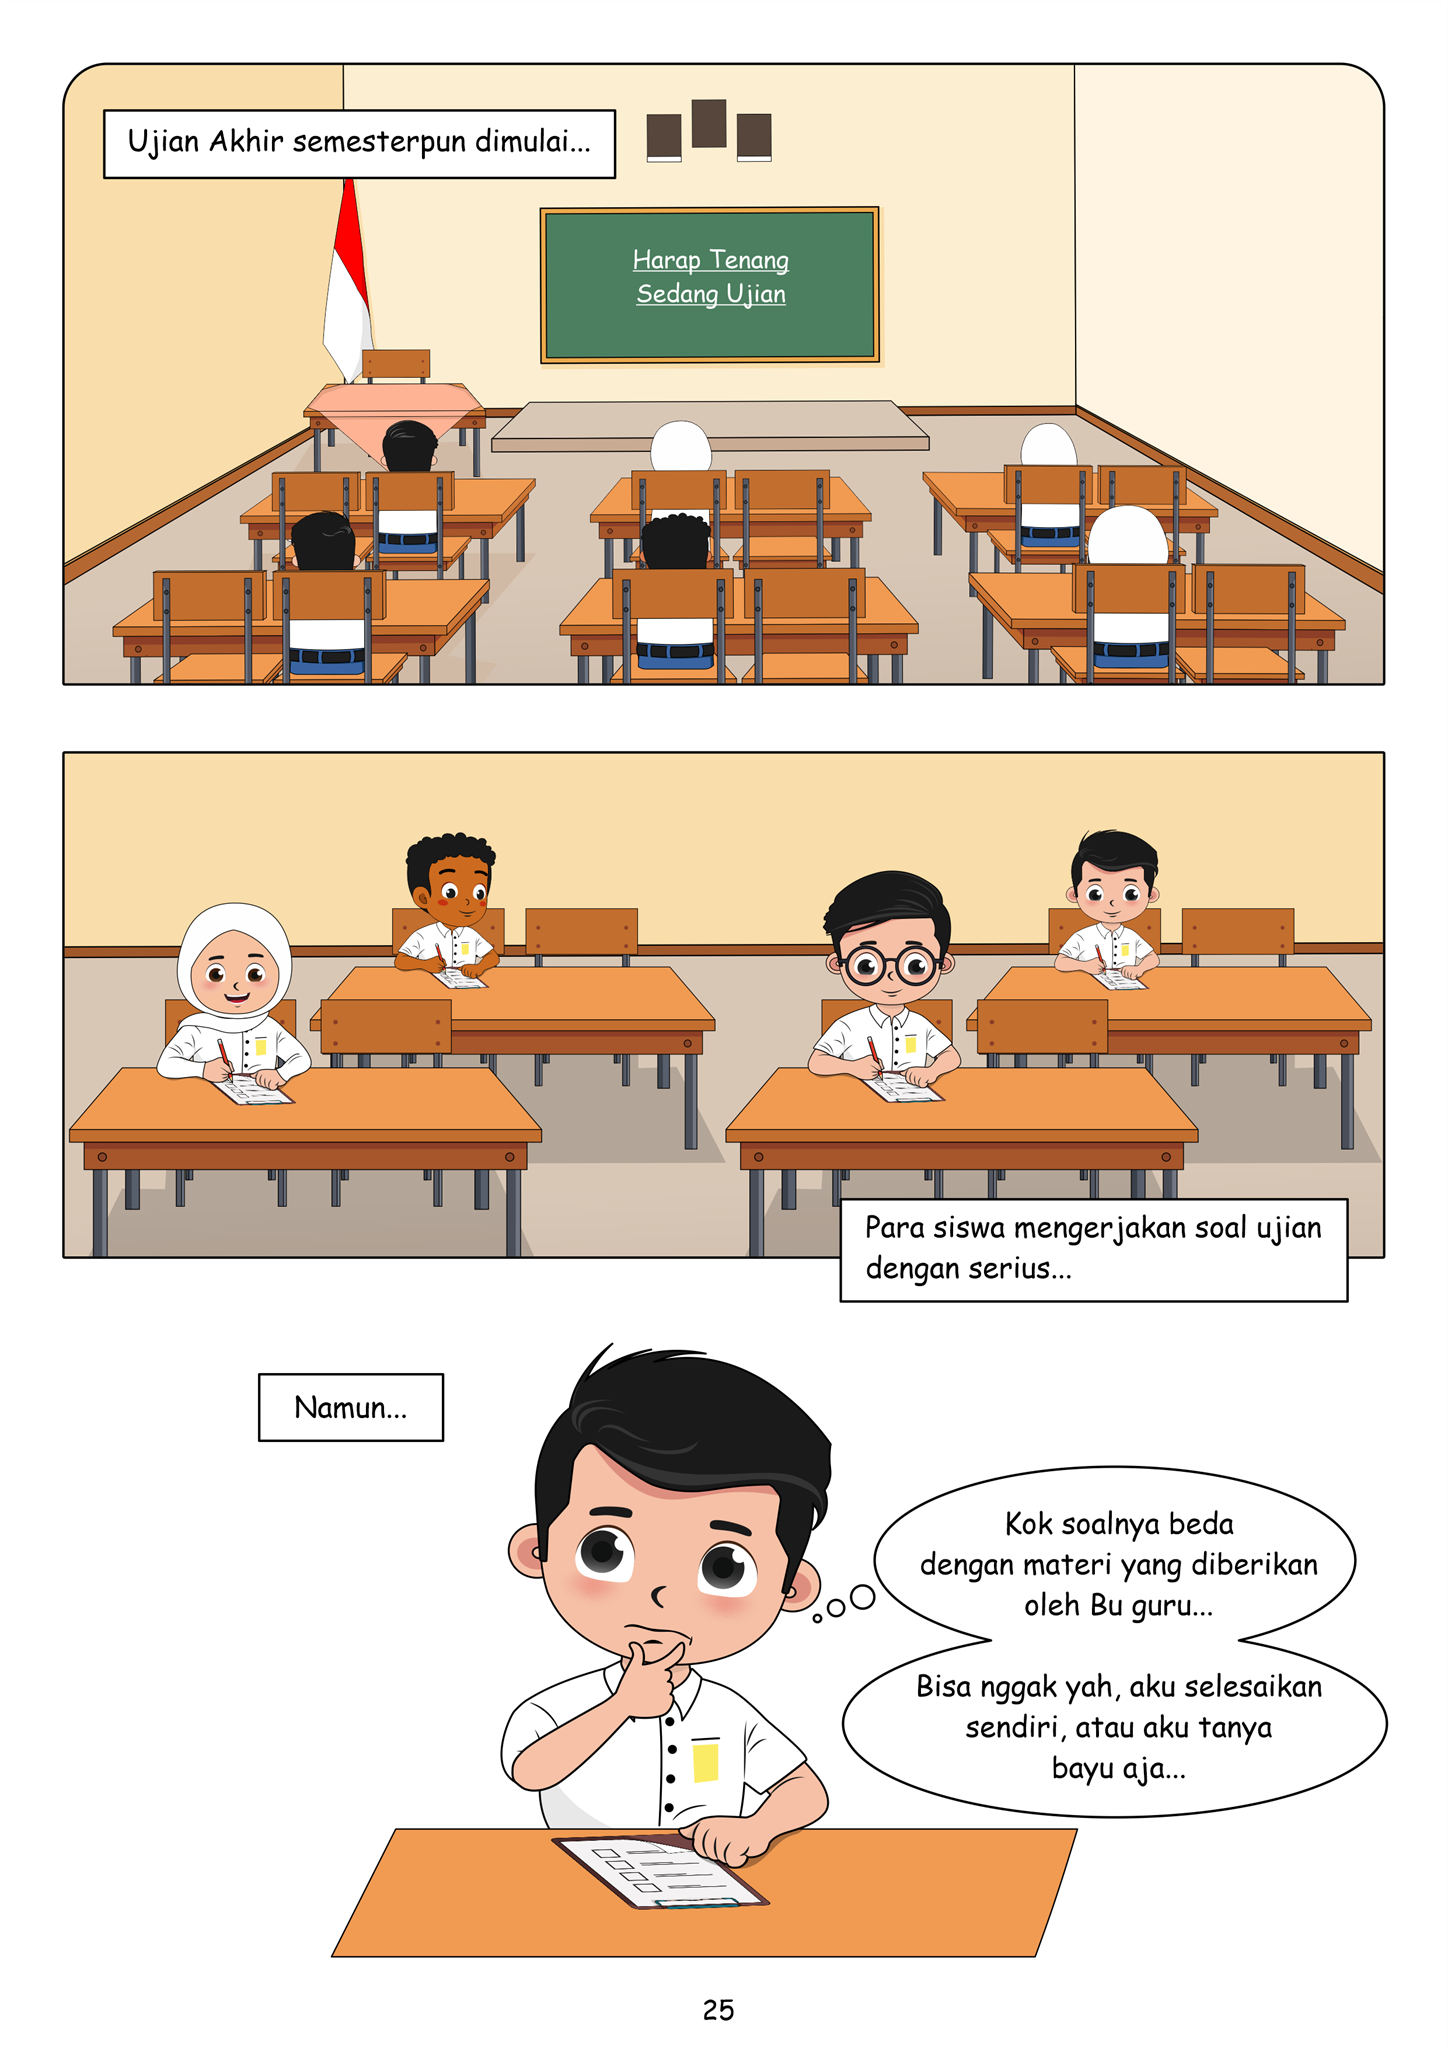 Ujian Akhir semesterpun dimulai...
Harap Tenang
Sedang Ujian
Para siswa mengerjakan soal ujian
dengan serius...
Namun...
Kok soalnya beda
dengan materi yang diberikan
oleh Bu guru...
Bisa nggak yah, aku selesaikan
sendiri, atau aku tanya
bayu aja...
25